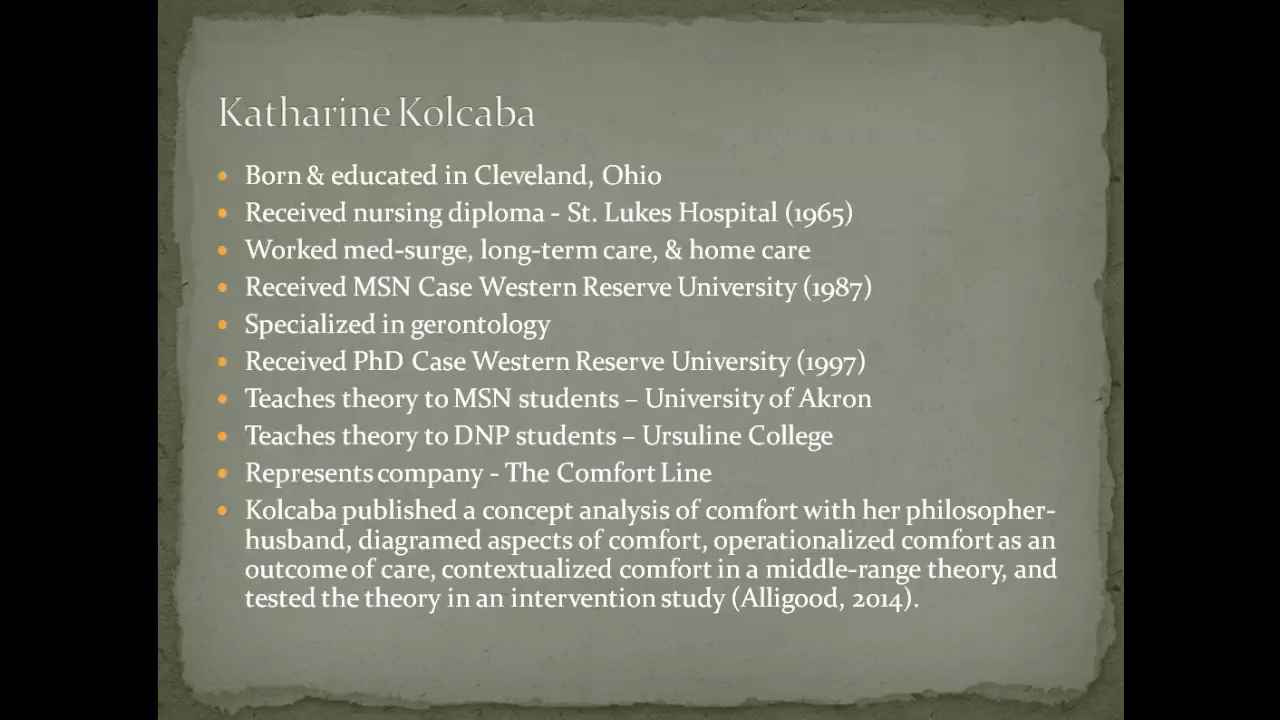 Katharine Kolcaba
• Born & educated in Cleveland, Ohio
• Received nursing diploma - St. Lukes Hospital (1965)
• Worked med-surge, long-term care, & home care
• Received MSN Case Western Reserve University (1987)
• Specialized in gerontology
• Received PhD Case Western Reserve University (1997)
• Teaches theory to MSN students – University of Akron
• Teaches theory to DNP students – Ursuline College
• Represents company - The Comfort Line
• Kolcaba published a concept analysis of comfort with her philosopher-
husband, diagramed aspects of comfort, operationalized comfort as an
outcome of care, contextualized comfort in a middle-range theory, and
tested the theory in an intervention study (Alligood, 2014).